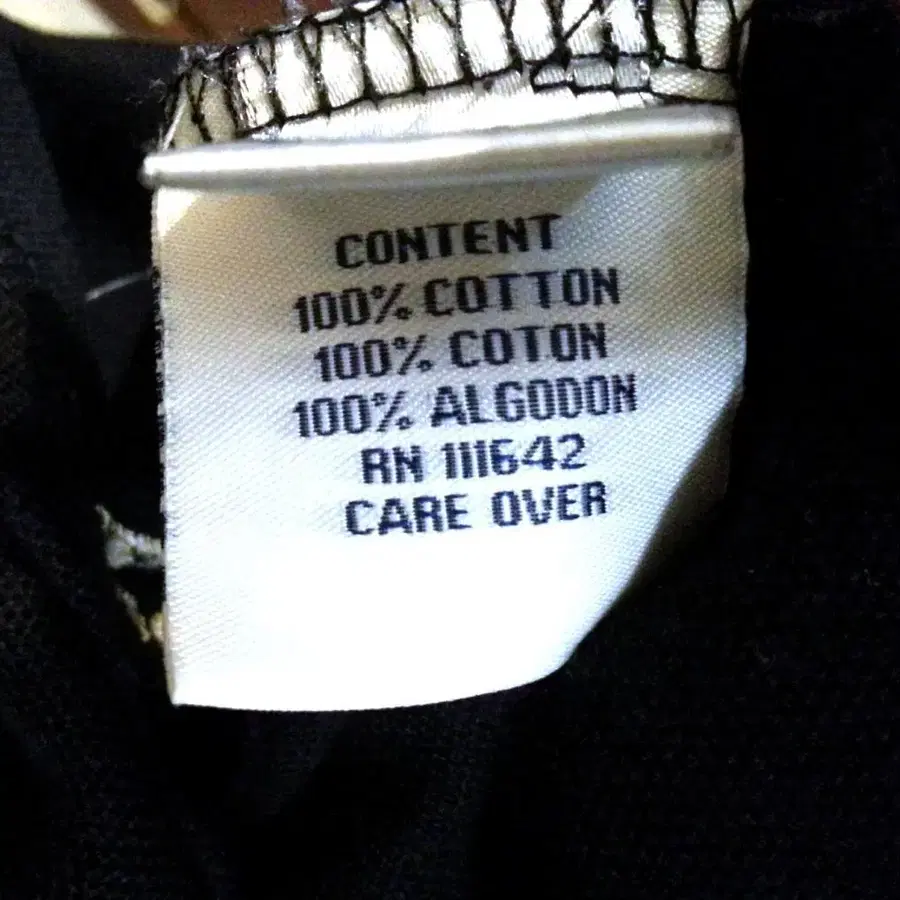 CONTENT
100% COTTON
100% COTON
100% ALGODON
RN 111642
CARE OVER